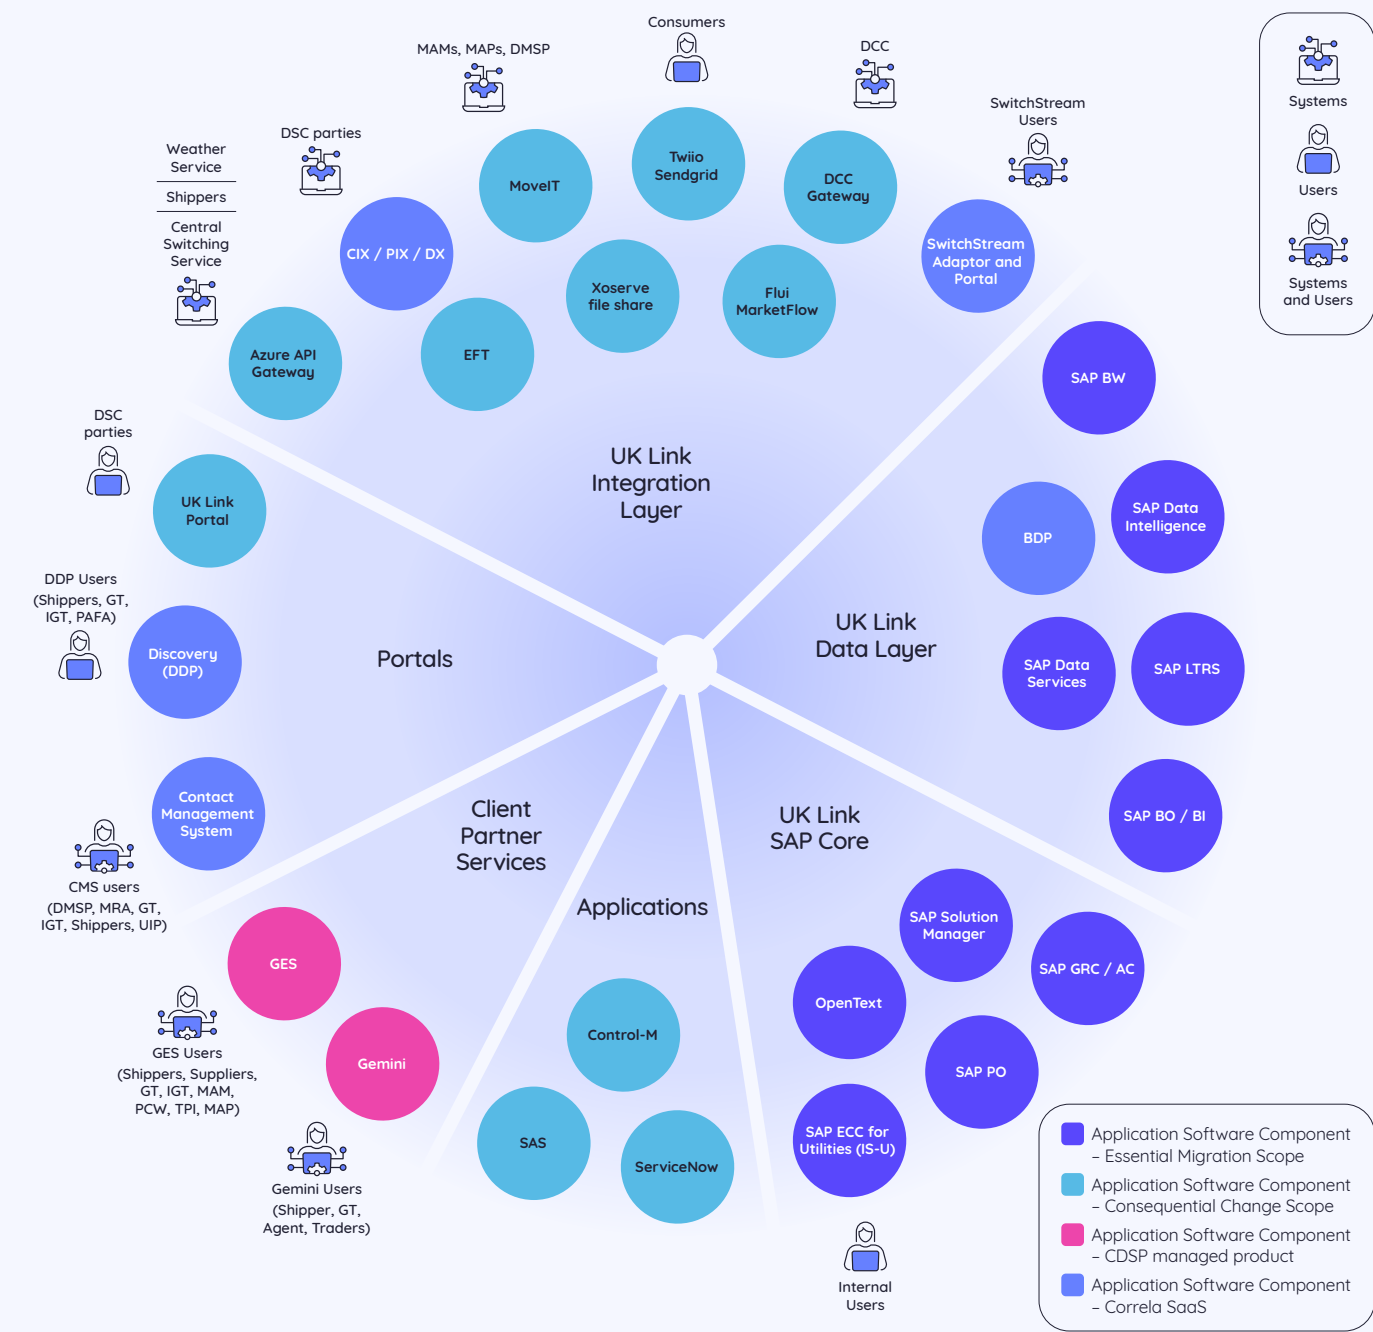 Consumers
MAMs, MAPs, DMSP
DCC
SwitchStream
Users
DSC parties
Weather
Service
Shippers
Central
Switching
Service
Systems
Users
Systems
and Users
MoveIT
Twiio
Sendgrid
DCC
Gateway
CIX / PIX / DX
SwitchStream
Adaptor and
Portal
Xoserve
file share
Flui
MarketFlow
Azure API
Gateway
EFT
UK Link
Integration
Layer
SAP BW
SAP Data
Intelligence
BDP
UK Link
Data Layer
SAP Data
Services
SAP LTRS
SAP BO / BI
DSC
parties
UK Link
Portal
DDP Users
(Shippers, GT,
IGT, PAFA)
Discovery
(DDP)
Portals
Contact
Management
System
CMS users
(DMSP, MRA, GT,
IGT, Shippers, UIP)
Client
Partner
Services
GES
Gemini
GES Users
(Shippers, Suppliers,
GT, IGT, MAM,
PCW, TPI, MAP)
Gemini Users
(Shipper, GT,
Agent, Traders)
Applications
Control-M
SAS
ServiceNow
UK Link
SAP Core
SAP Solution
Manager
SAP GRC / AC
OpenText
SAP PO
SAP ECC for
Utilities (IS-U)
Internal
Users
Application Software Component
– Essential Migration Scope
Application Software Component
– Consequential Change Scope
Application Software Component
– CDSP managed product
Application Software Component
– Correla SaaS